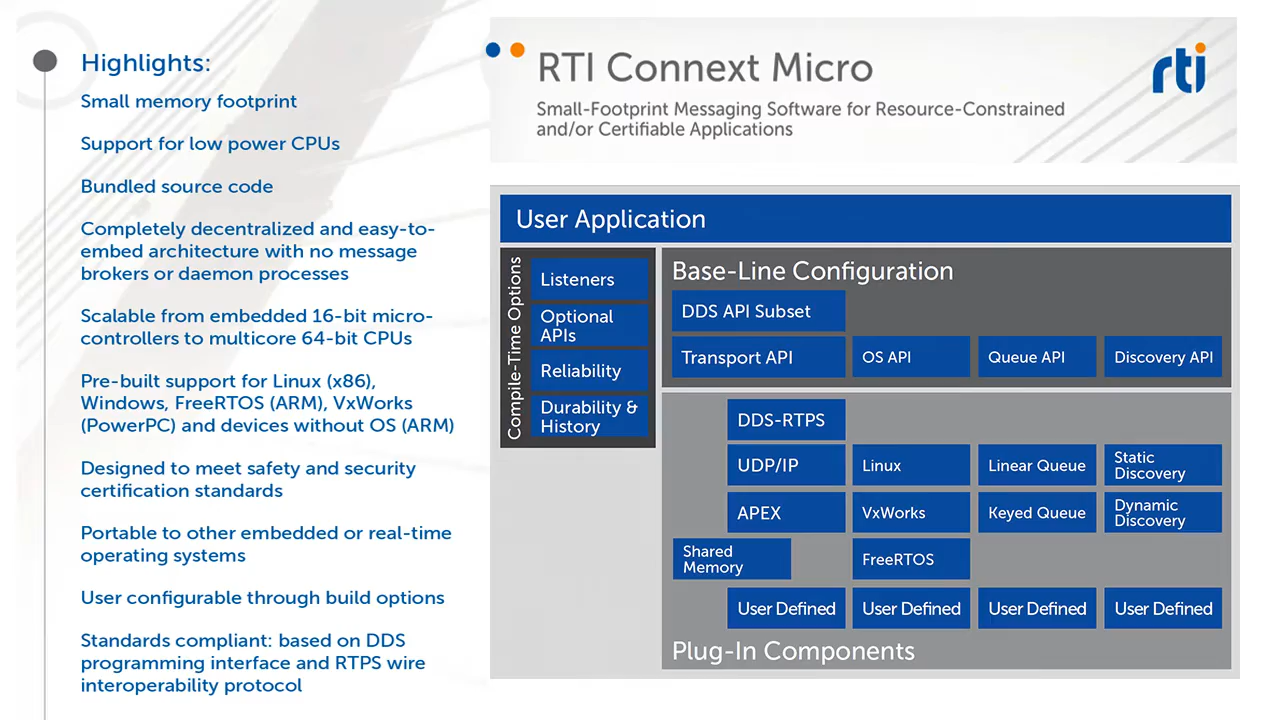 Highlights:
Small memory footprint
Support for low power CPUs
Bundled source code
Completely decentralized and easy-to-
embed architecture with no message
brokers or daemon processes
Scalable from embedded 16-bit micro-
controllers to multicore 64-bit CPUs
Pre-built support for Linux (x86),
Windows, FreeRTOS (ARM), VxWorks
(PowerPC) and devices without OS (ARM)
Designed to meet safety and security
certification standards
Portable to other embedded or real-time
operating systems
User configurable through build options
Standards compliant: based on DDS
programming interface and RTPS wire
interoperability protocol
RTI Connext Micro
Small-Footprint Messaging Software for Resource-Constrained
and/or Certifiable Applications
rti
User Application
Compile-Time Options
Listeners
Optional
APIs
Reliability
Durability &
History
Base-Line Configuration
DDS API Subset
Transport API
OS API
Queue API
Discovery API
DDS-RTPS
UDP/IP
Linux
Linear Queue
Static
Discovery
APEX
VxWorks
Keyed Queue
Dynamic
Discovery
Shared
Memory
FreeRTOS
User Defined
User Defined
User Defined
User Defined
Plug-In Components